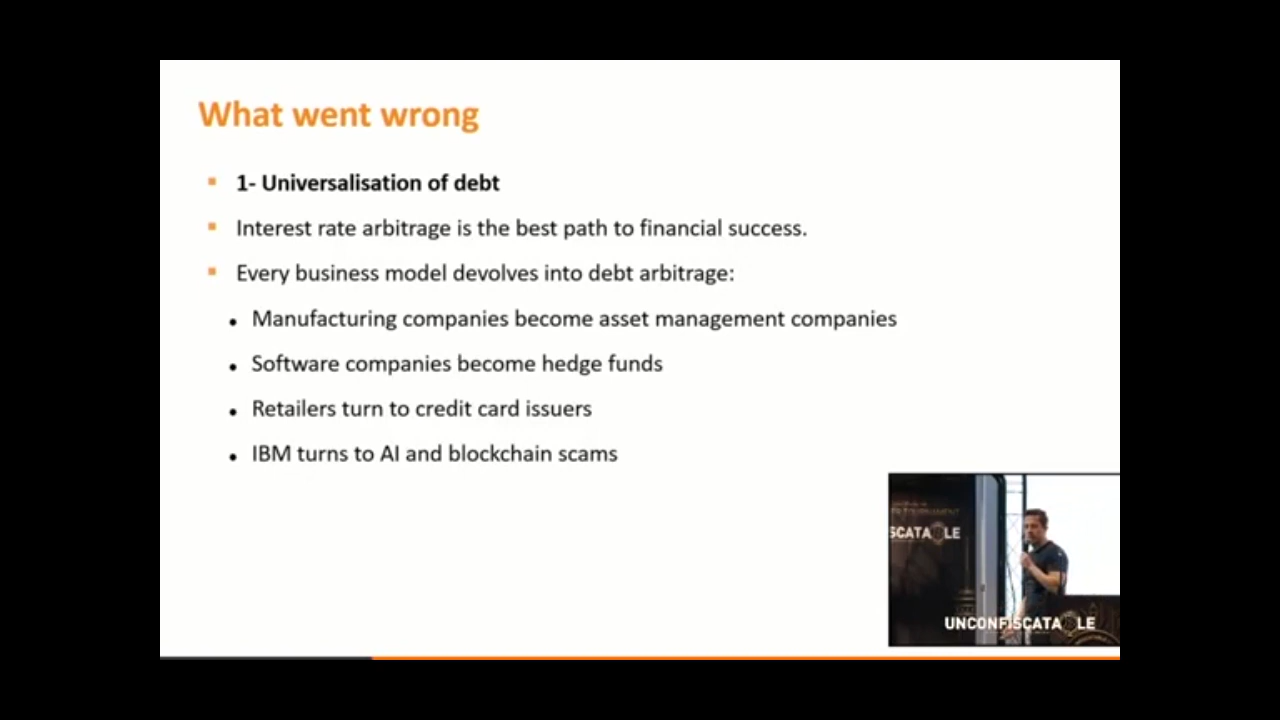 What went wrong
1- Universalisation of debt
Interest rate arbitrage is the best path to financial success.
Every business model devolves into debt arbitrage:
Manufacturing companies become asset management companies
Software companies become hedge funds
Retailers turn to credit card issuers
IBM turns to AI and blockchain scams
TOURNAMENT
SCATA LE
UNCONFISCATA LE